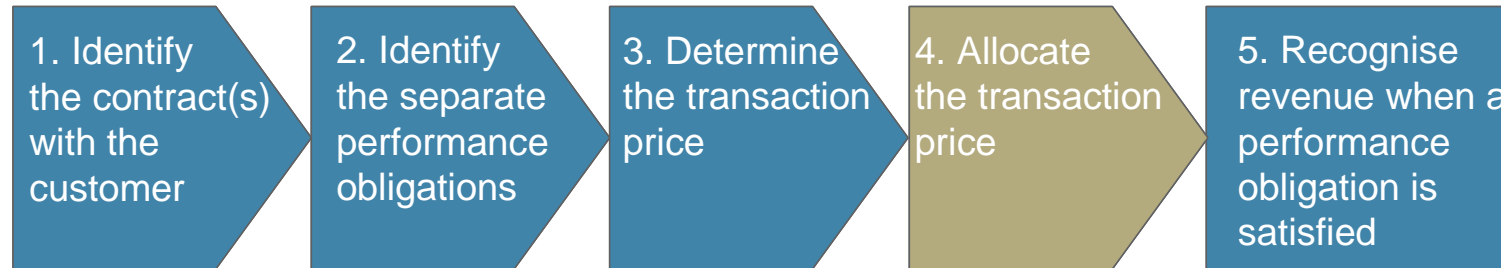 1. Identify
the contract(s)
with the
customer
2. Identify
the separate
performance
obligations
3. Determine
the transaction
price
4. Allocate
the transaction
price
5. Recognise
revenue when a
performance
obligation is
satisfied